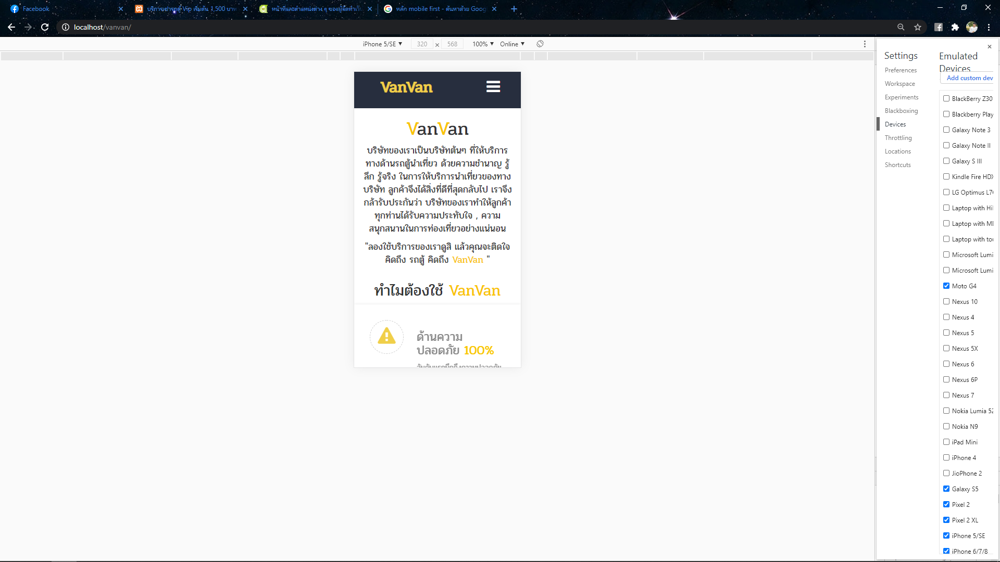 Facebook
บริการเช่ารถตู้ Vip เริ่มต้น 1,500 บาท
หน้าที่และตำแหน่งต่าง ๆ ของผู้จัดทำเว็บ
หลัก mobile first - ค้นหาด้วย Goog
localhost/vanvan/
iPhone 5/SE ▼ 320 × 568 100% ▼ Online ▼
VanVan
VanVan
บริษัทของเราเป็นบริษัทต้นๆ ที่ให้บริการ
ทางด้านรถตู้นำเที่ยว ด้วยความชำนาญ รู้
ลึก รู้จริง ในการให้บริการนำเที่ยวของทาง
บริษัท ลูกค้าจึงได้สิ่งที่ดีที่สุดกลับไป เราจึง
กล้ารับประกันว่า บริษัทของเราทำให้ลูกค้า
ทุกท่านได้รับความประทับใจ , ความ
สนุกสนานในการท่องเที่ยวอย่างแน่นอน
"ลองใช้บริการของเราดูสิ แล้วคุณจะติดใจ
คิดถึง รถตู้ คิดถึง VanVan "
ทำไมต้องใช้ VanVan
ด้านความ
ปลอดภัย 100%
Settings
Preferences
Workspace
Experiments
Blackboxing
Devices
Throttling
Locations
Shortcuts
Emulated
Devices
Add custom dev
BlackBerry Z30
Blackberry Play
Galaxy Note 3
Galaxy Note II
Galaxy S III
Kindle Fire HDX
LG Optimus L7
Laptop with Hi
Laptop with M
Laptop with to
Microsoft Lumi
Microsoft Lumi
Moto G4
Nexus 10
Nexus 4
Nexus 5
Nexus 5X
Nexus 6
Nexus 6P
Nexus 7
Nokia Lumia 52
Nokia N9
iPad Mini
iPhone 4
JioPhone 2
Galaxy S5
Pixel 2
Pixel 2 XL
iPhone 5/SE
iPhone 6/7/8